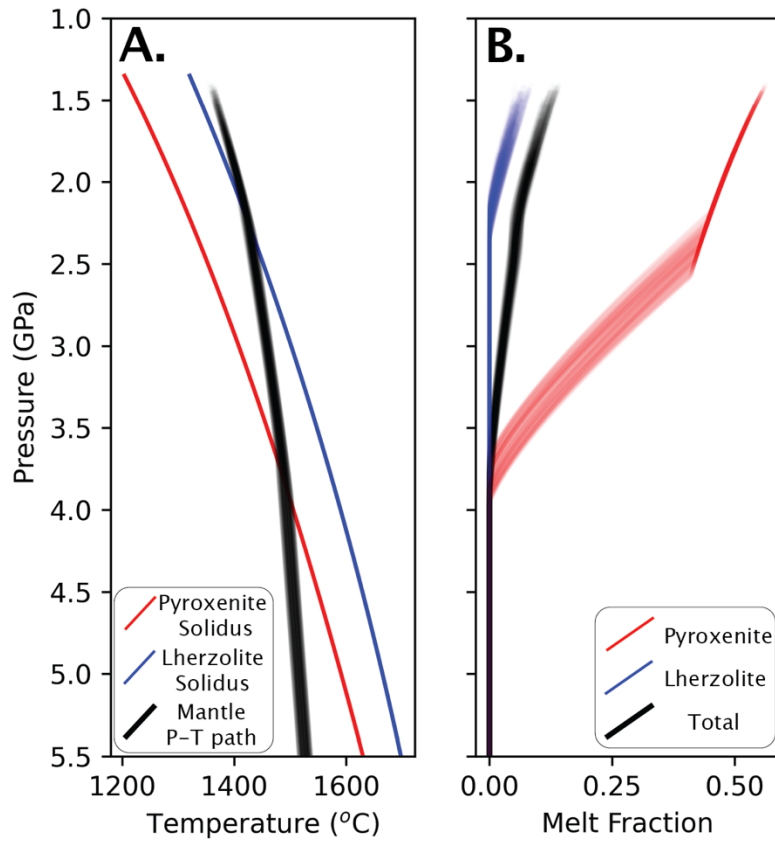 A.
B.
1.0
1.5
2.0
2.5
3.0
3.5
4.0
4.5
5.0
5.5
Pressure (GPa)
Pyroxenite
Solidus
Lherzolite
Solidus
Mantle
P-T path
Pyroxenite
Lherzolite
Total
1200
1400
1600
0.00
0.25
0.50
Temperature (°C)
Melt Fraction